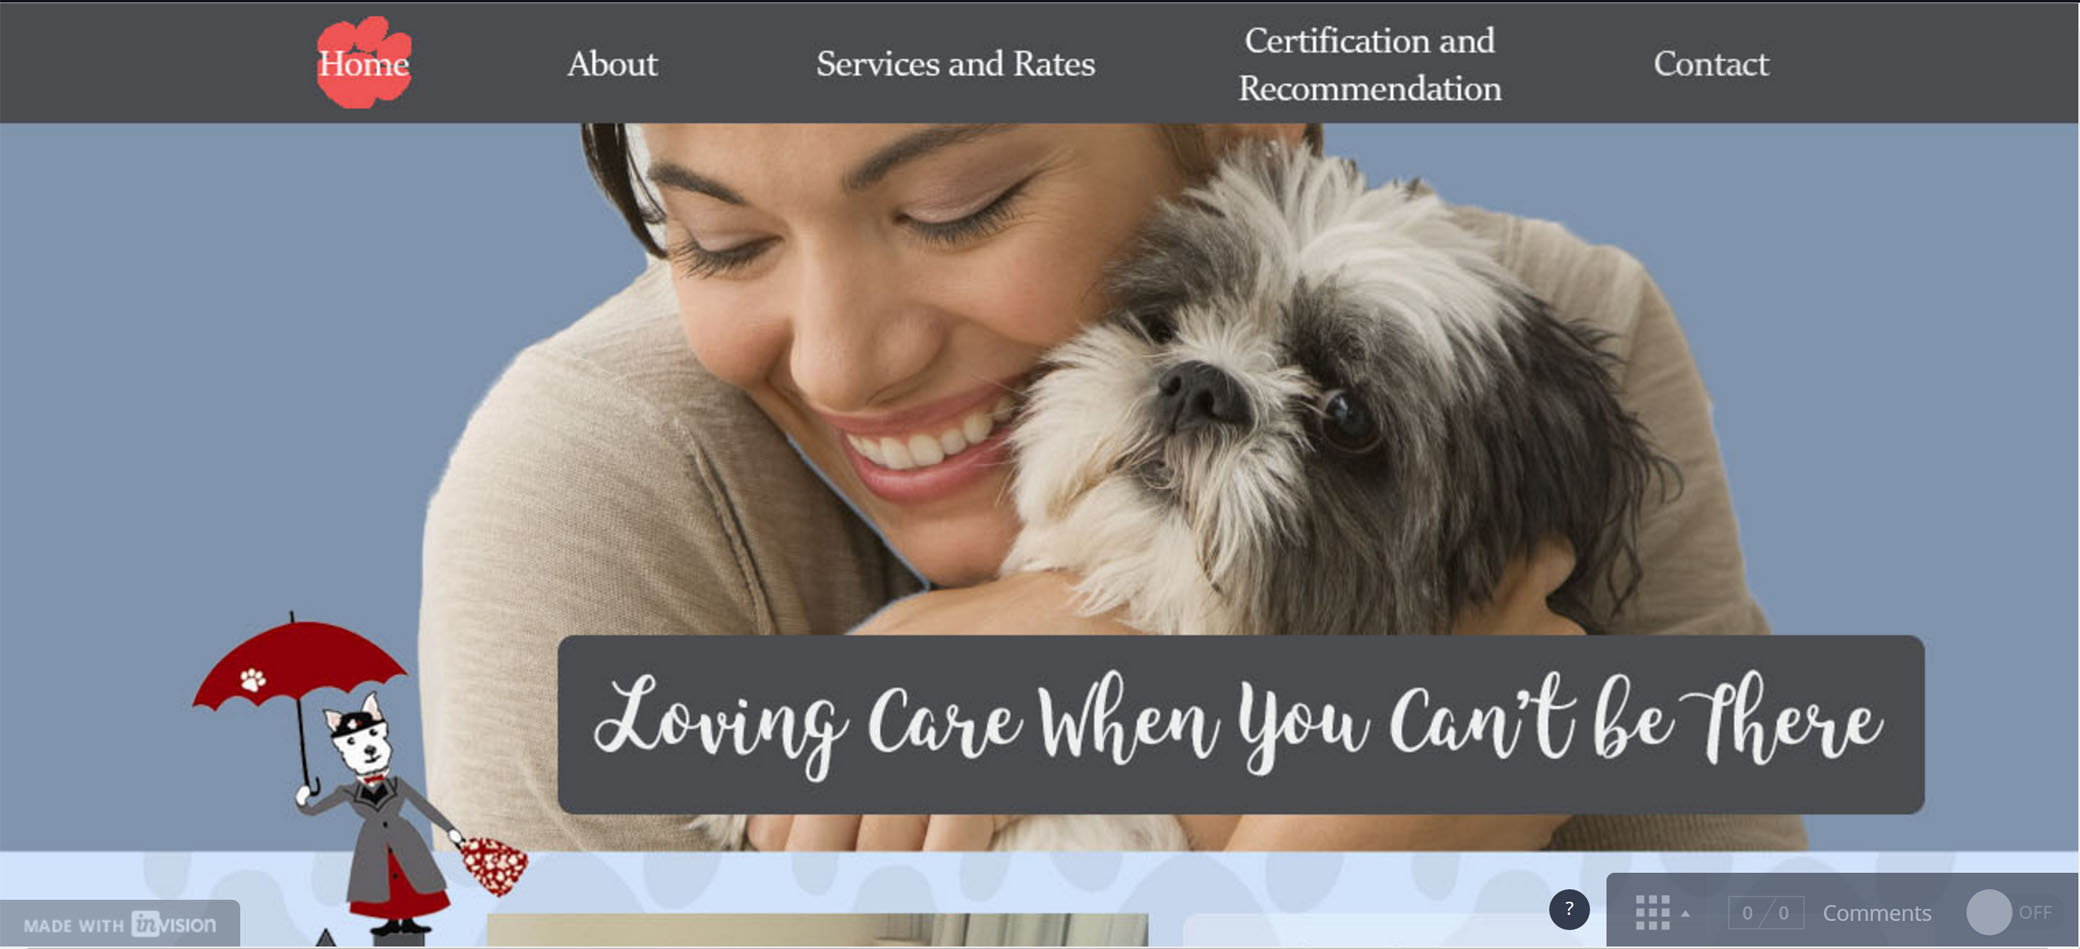 Home
About
Services and Rates
Certification and
Recommendation
Contact
Loving Care When You Can't be There
MADE WITH inVISION
?
0 / 0
Comments
OFF